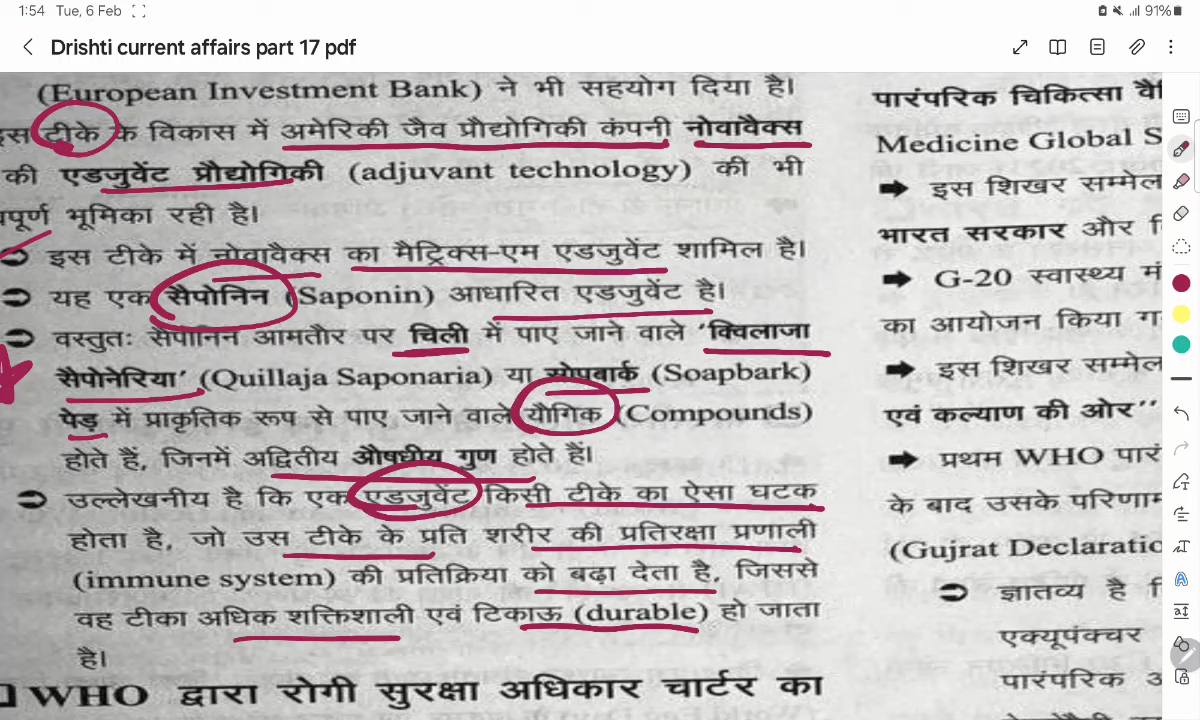 1:54 Tue, 6 Feb
91%
Drishti current affairs part 17 pdf
(European Investment Bank) ने भी सहयोग दिया है।
इस टीके के विकास में अमेरिकी जैव प्रौद्योगिकी कंपनी नोवावैक्स
की एडजुवेंट प्रौद्योगिकी (adjuvant technology) की भी
पूर्ण भूमिका रही है।
इस टीके में नोवावैक्स का मैट्रिक्स-एम एडजुवेंट शामिल है।
यह एक सैपोनिन (Saponin) आधारित एडजुवेंट है।
वस्तुतः सैपोनिन आमतौर पर चिली में पाए जाने वाले 'क्विलाजा
सैपोनेरिया' (Quillaja Saponaria) या सोपबार्क (Soapbark)
पेड़ में प्राकृतिक रूप से पाए जाने वाले यौगिक (Compounds)
होते हैं, जिनमें अद्वितीय औषधीय गुण होते हैं।
उल्लेखनीय है कि एक एडजुवेंट किसी टीके का ऐसा घटक
होता है, जो उस टीके के प्रति शरीर की प्रतिरक्षा प्रणाली
(immune system) की प्रतिक्रिया को बढ़ा देता है, जिससे
वह टीका अधिक शक्तिशाली एवं टिकाऊ (durable) हो जाता
है।
WHO द्वारा रोगी सुरक्षा अधिकार चार्टर का
पारंपरिक चिकित्सा वै
Medicine Global S
➡ इस शिखर सम्मेल
भारत सरकार और
➡ G-20 स्वास्थ्य मं
का आयोजन किया ग
➡ इस शिखर सम्मेल
एवं कल्याण की ओर''
➡ प्रथम WHO पारं
के बाद उसके परिणाम
(Gujrat Declaratio
ज्ञातव्य है
एक्यूपंक्चर
पारंपरिक